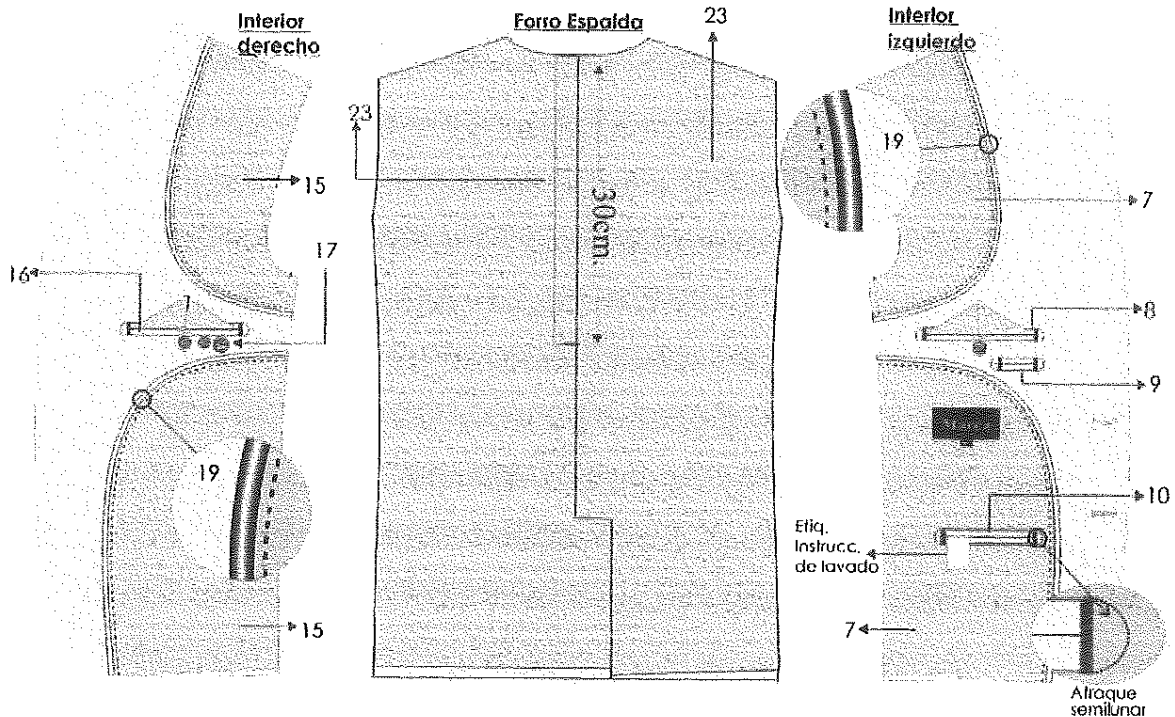 Interior
derecho
15
16
17
19
15
Forro Espalda
23
23
30cm.
Interior
izquierdo
19
7
8
9
10
Etiq.
Instrucc.
de lavado
7
Atraque
semilunar